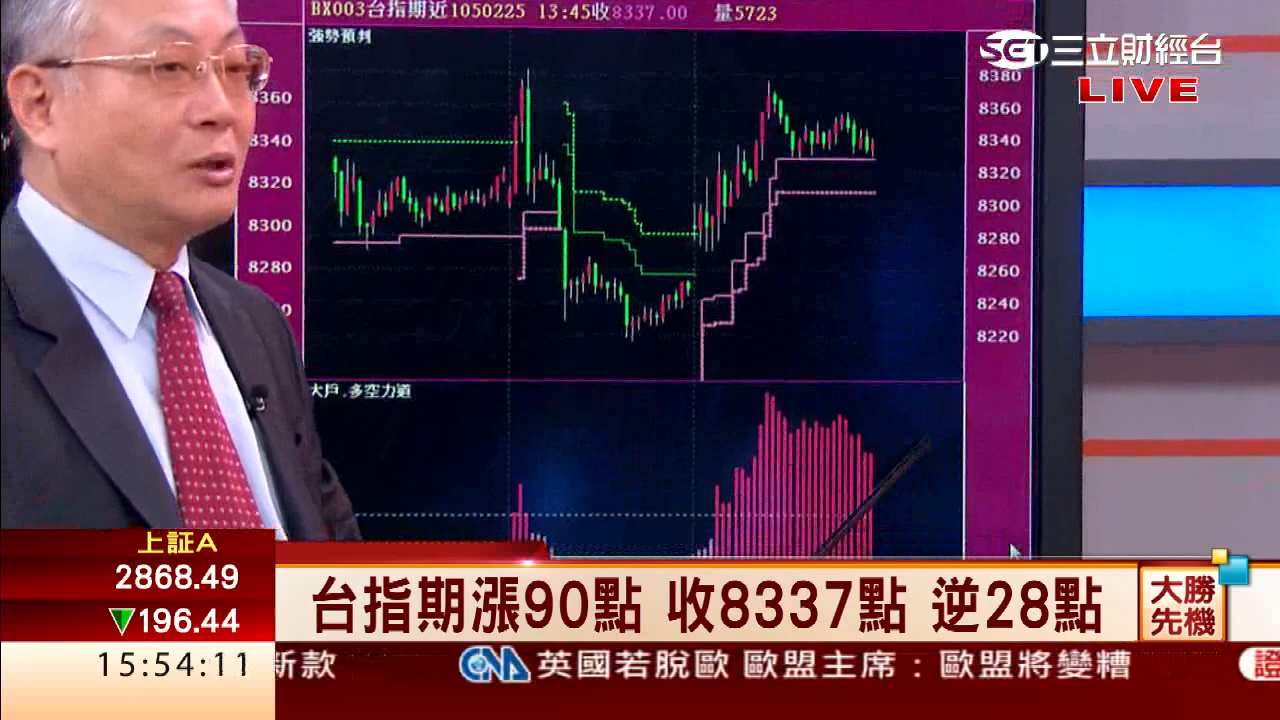 BX003台指期近1050225 13:45收8337.00 量5723
強勢預判
SET三立財經台
LIVE
8360
8340
8320
8300
8280
8380
8360
8340
8320
8300
8280
8260
8240
8220
大戶.多空力道
上証A
2868.49
▼196.44
15:54:11
台指期漲90點 收8337點 逆28點
大勝
先機
新款 CNA 英國若脫歐 歐盟主席：歐盟將變糟 證